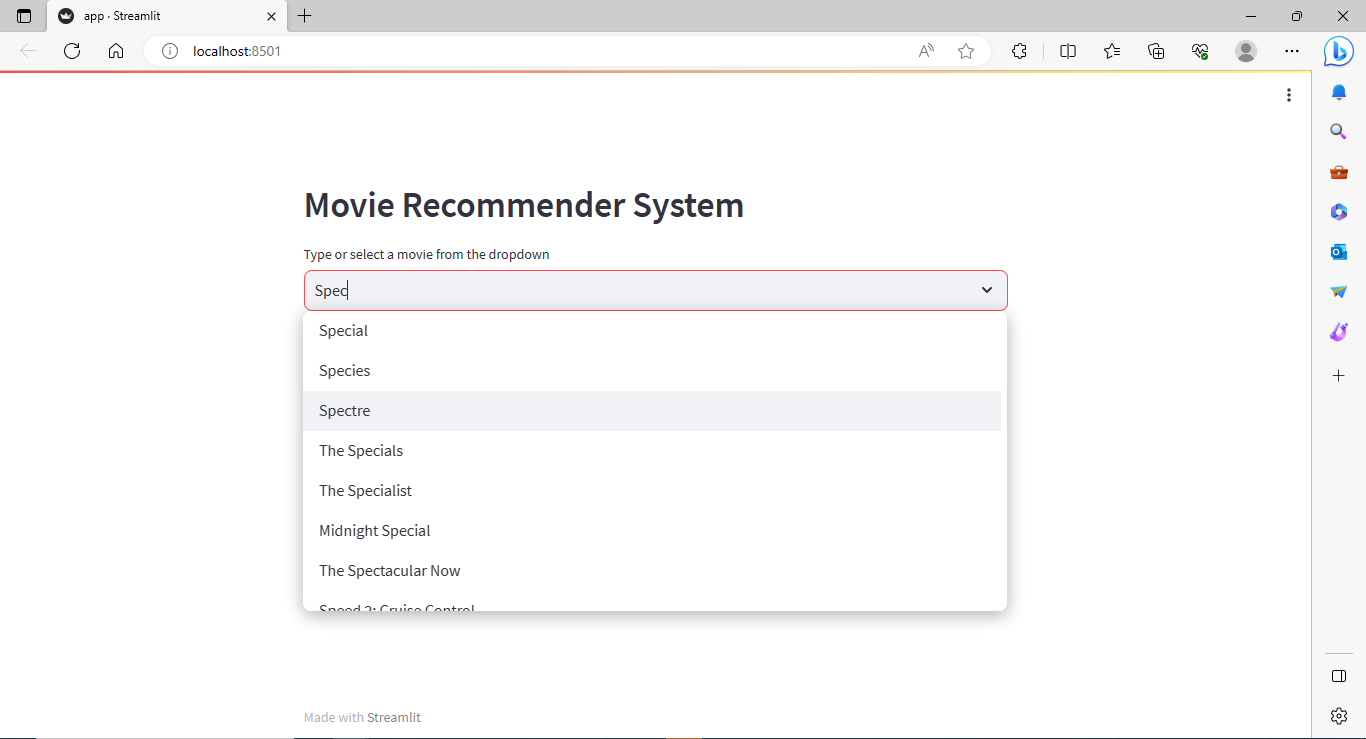 app · Streamlit
localhost:8501
Movie Recommender System
Type or select a movie from the dropdown
Spec
Special
Species
Spectre
The Specials
The Specialist
Midnight Special
The Spectacular Now
Speed 2: Cruise Control
Made with Streamlit